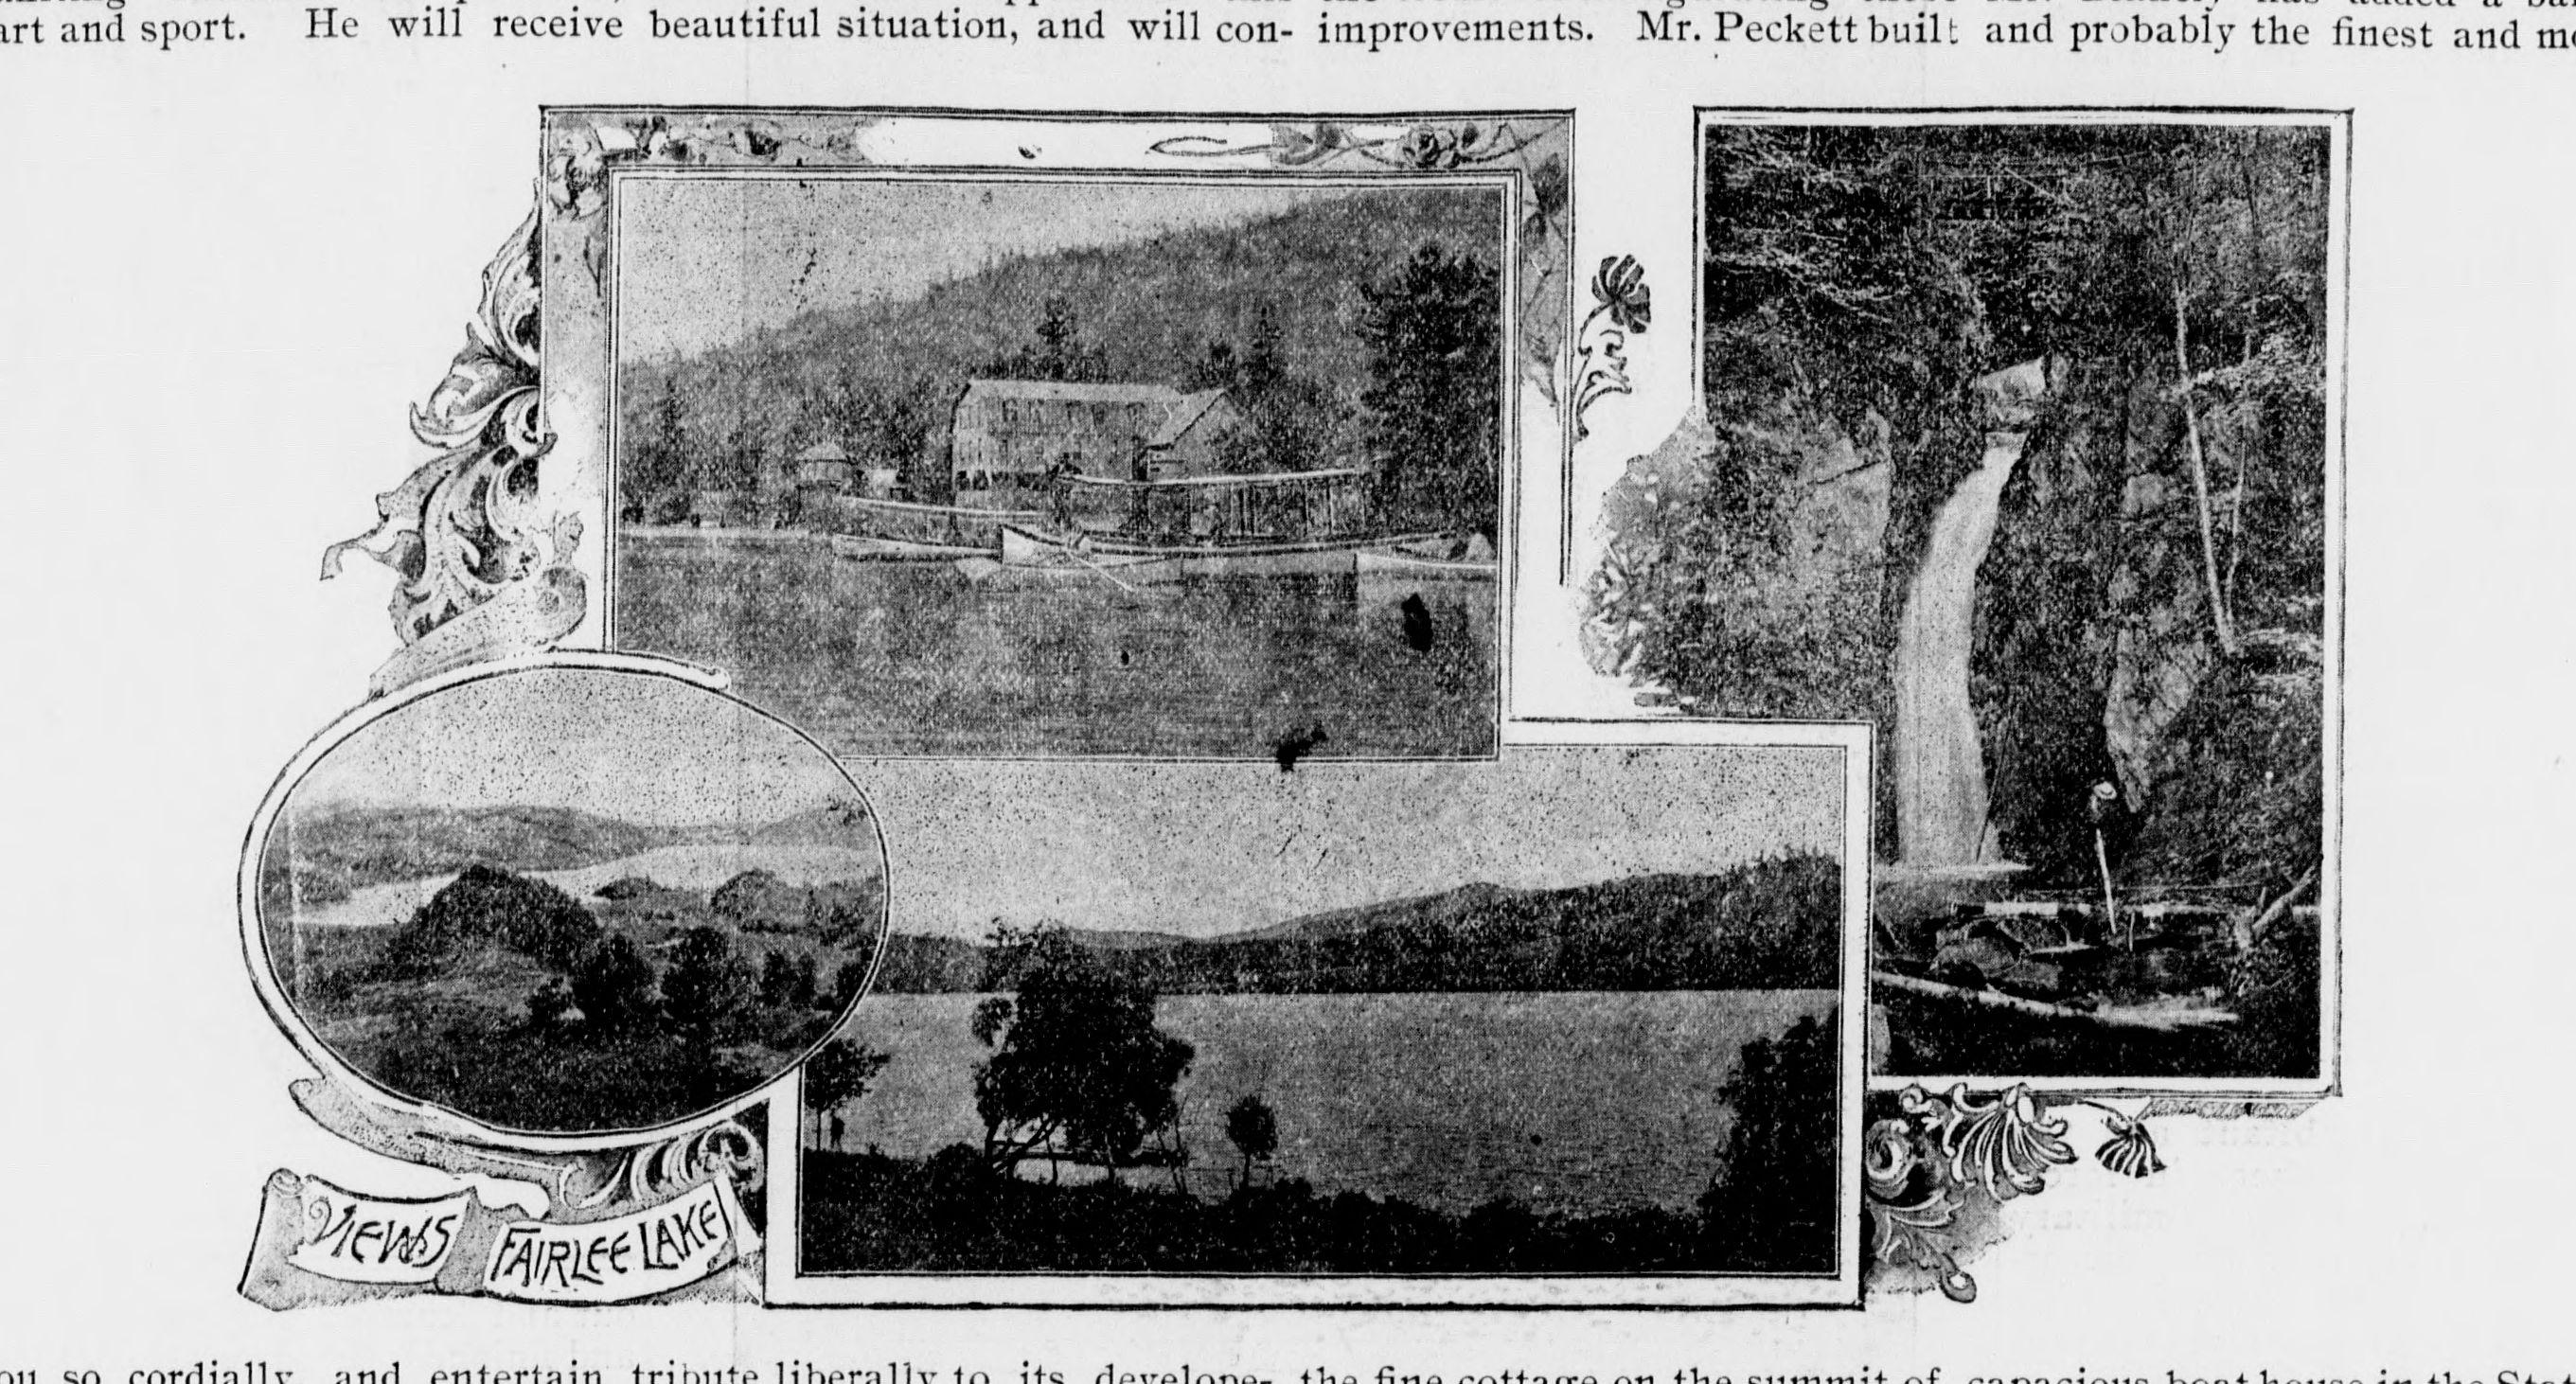 art and sport. He will receive
beautiful situation, and will con-
improvements. Mr. Peckett built
and probably the finest and
VIEWS
FAIRLEE LAKE
so cordially and entertain
tribute liberally to its develope-
the fine cottage on the summit of
capacious boat house in the